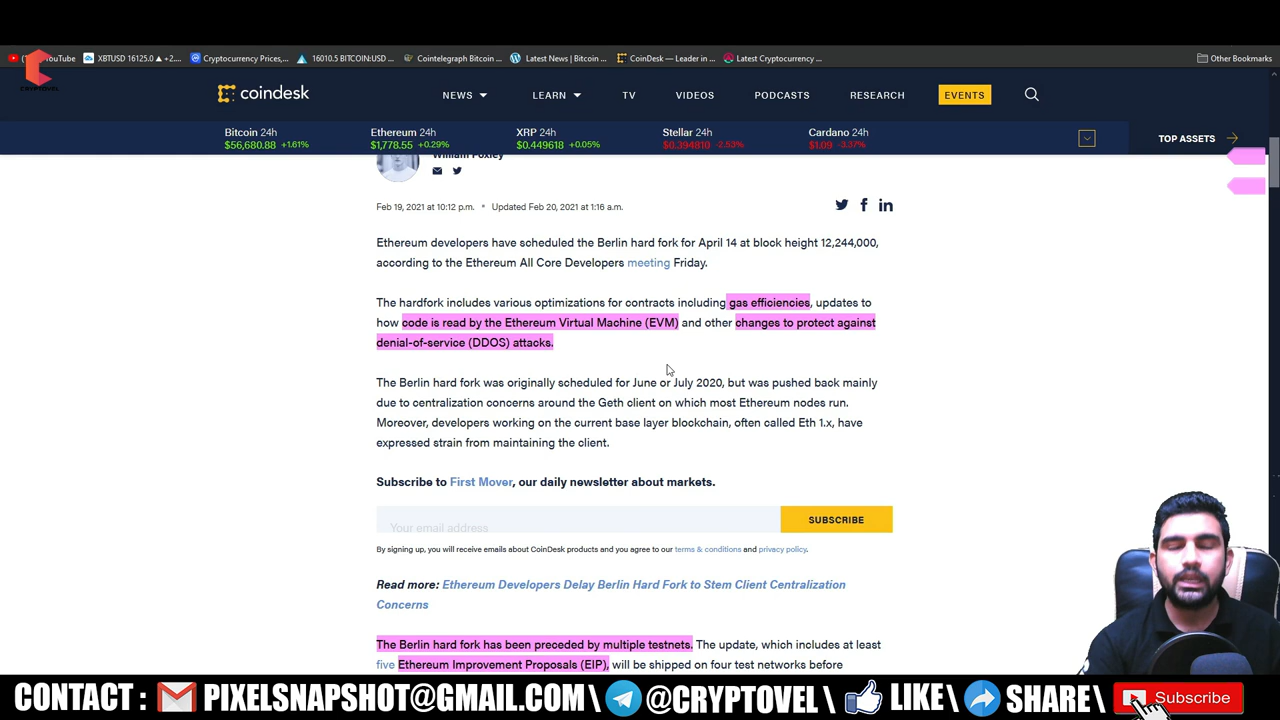 YouTube
XBTUSD 16125.0 ▲ +2....
Cryptocurrency Prices,...
16010.5 BITCOIN:USD ...
Cointelegraph Bitcoin ...
Latest News | Bitcoin ...
CoinDesk — Leader in ...
Latest Cryptocurrency ...
Other Bookmarks
CRYPTOVEL
coindesk
NEWS
LEARN
TV
VIDEOS
PODCASTS
RESEARCH
EVENTS
Bitcoin 24h
$56,680.88 +1.61%
Ethereum 24h
$1,778.55 +0.29%
XRP 24h
$0.449618 +0.05%
Stellar 24h
$0.394810 -2.53%
Cardano 24h
$1.09 -3.37%
TOP ASSETS
William Foxley
Feb 19, 2021 at 10:12 p.m. • Updated Feb 20, 2021 at 1:16 a.m.
Ethereum developers have scheduled the Berlin hard fork for April 14 at block height 12,244,000,
according to the Ethereum All Core Developers meeting Friday.
The hardfork includes various optimizations for contracts including gas efficiencies, updates to
how code is read by the Ethereum Virtual Machine (EVM) and other changes to protect against
denial-of-service (DDOS) attacks.
The Berlin hard fork was originally scheduled for June or July 2020, but was pushed back mainly
due to centralization concerns around the Geth client on which most Ethereum nodes run.
Moreover, developers working on the current base layer blockchain, often called Eth 1.x, have
expressed strain from maintaining the client.
Subscribe to First Mover, our daily newsletter about markets.
Your email address
SUBSCRIBE
By signing up, you will receive emails about CoinDesk products and you agree to our terms & conditions and privacy policy.
Read more: Ethereum Developers Delay Berlin Hard Fork to Stem Client Centralization
Concerns
The Berlin hard fork has been preceded by multiple testnets. The update, which includes at least
five Ethereum Improvement Proposals (EIP), will be shipped on four test networks before
CONTACT : PIXELSNAPSHOT@GMAIL.COM \ @CRYPTOVEL \ LIKE\ SHARE\ Subscribe